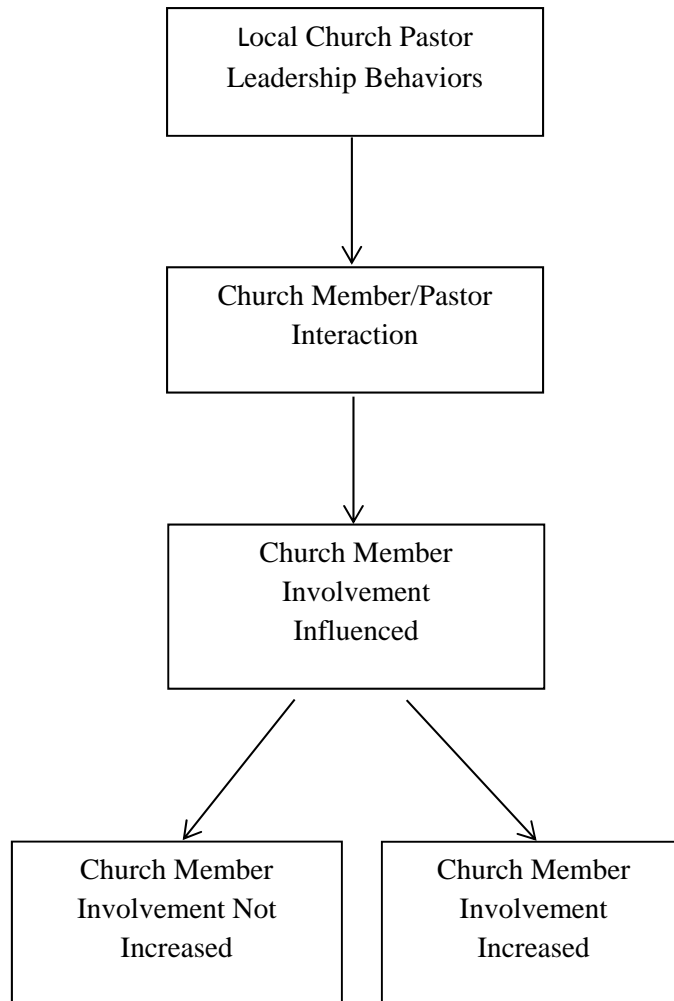 Local Church Pastor
Leadership Behaviors
Church Member/Pastor
Interaction
Church Member
Involvement
Influenced
Church Member
Involvement Not
Increased
Church Member
Involvement
Increased